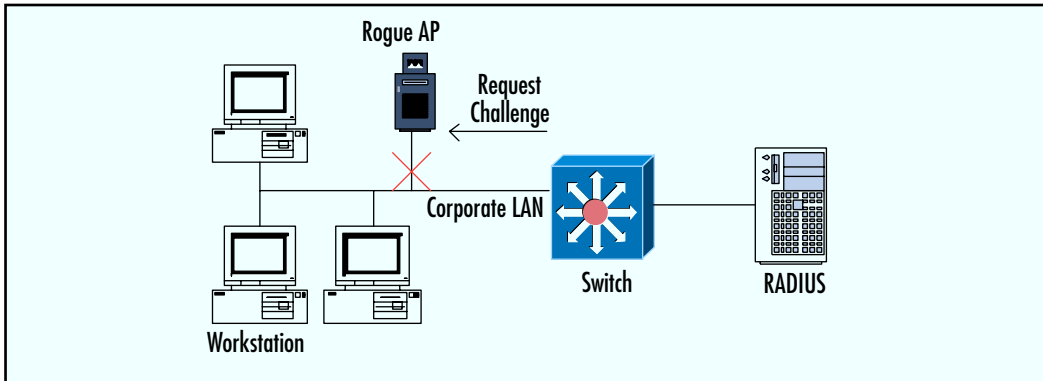 Rogue AP
Request
Challenge
Corporate LAN
Switch
RADIUS
Workstation